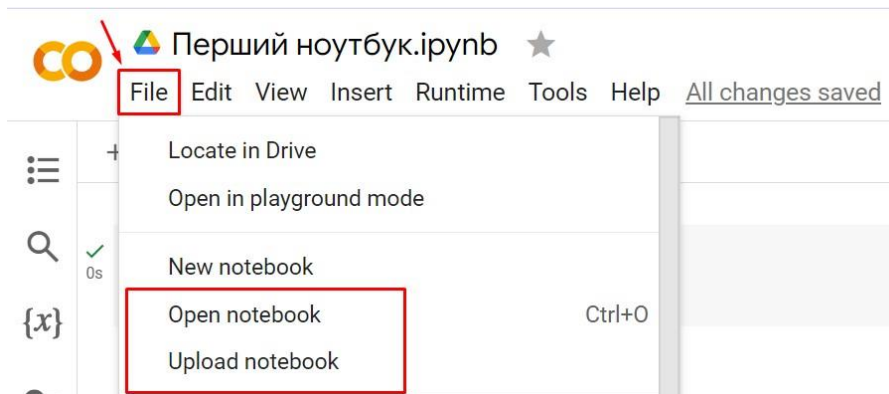 Перший ноутбук.ipynb
File Edit View Insert Runtime Tools Help All changes saved
+
Locate in Drive
Open in playground mode
New notebook
0s
Open notebook Ctrl+O
{x}
Upload notebook